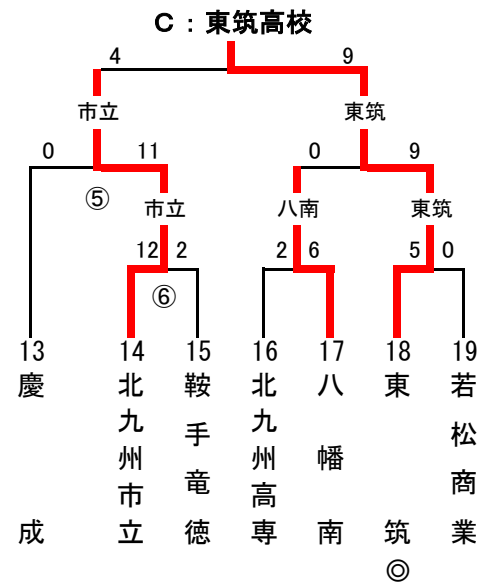 C：東筑高校
4 9
市立 東筑
0 11 0 9
⑤ 市立 八南 東筑
12 2 2 6 5 0
⑥
13 14 15 16 17 18 19
慶成
北九州市立
鞍手竜徳
北九州高専
八幡南
東筑◎
若松商業